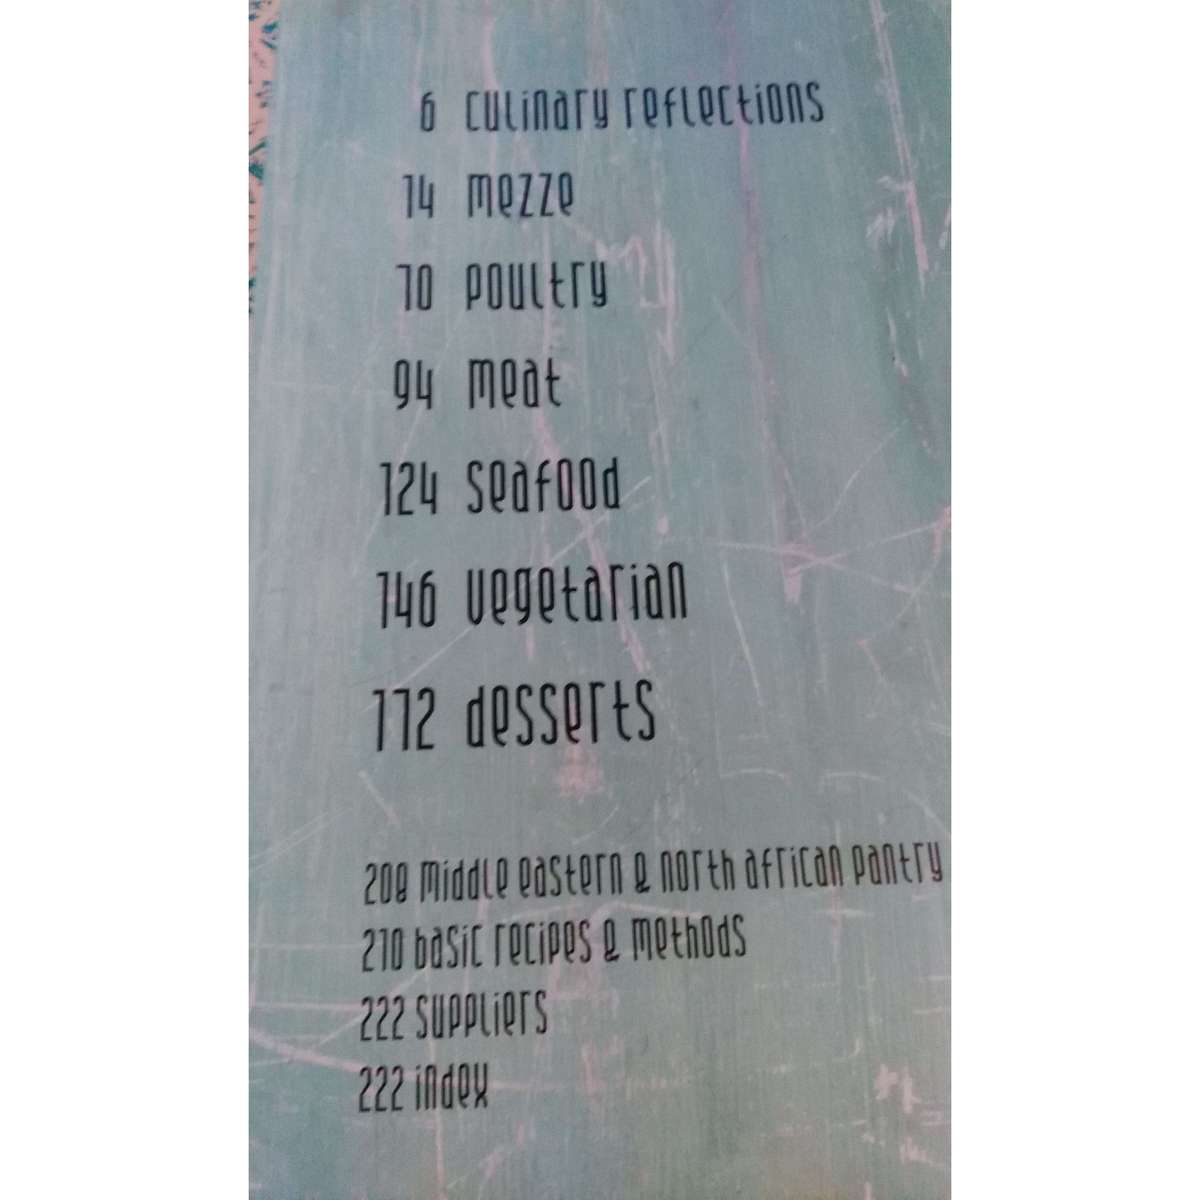 6 culinary reflections
14 mezze
70 poultry
94 meat
124 seafood
146 vegetarian
172 desserts
208 middle eastern & north african pantry
210 basic recipes & methods
222 suppliers
222 index